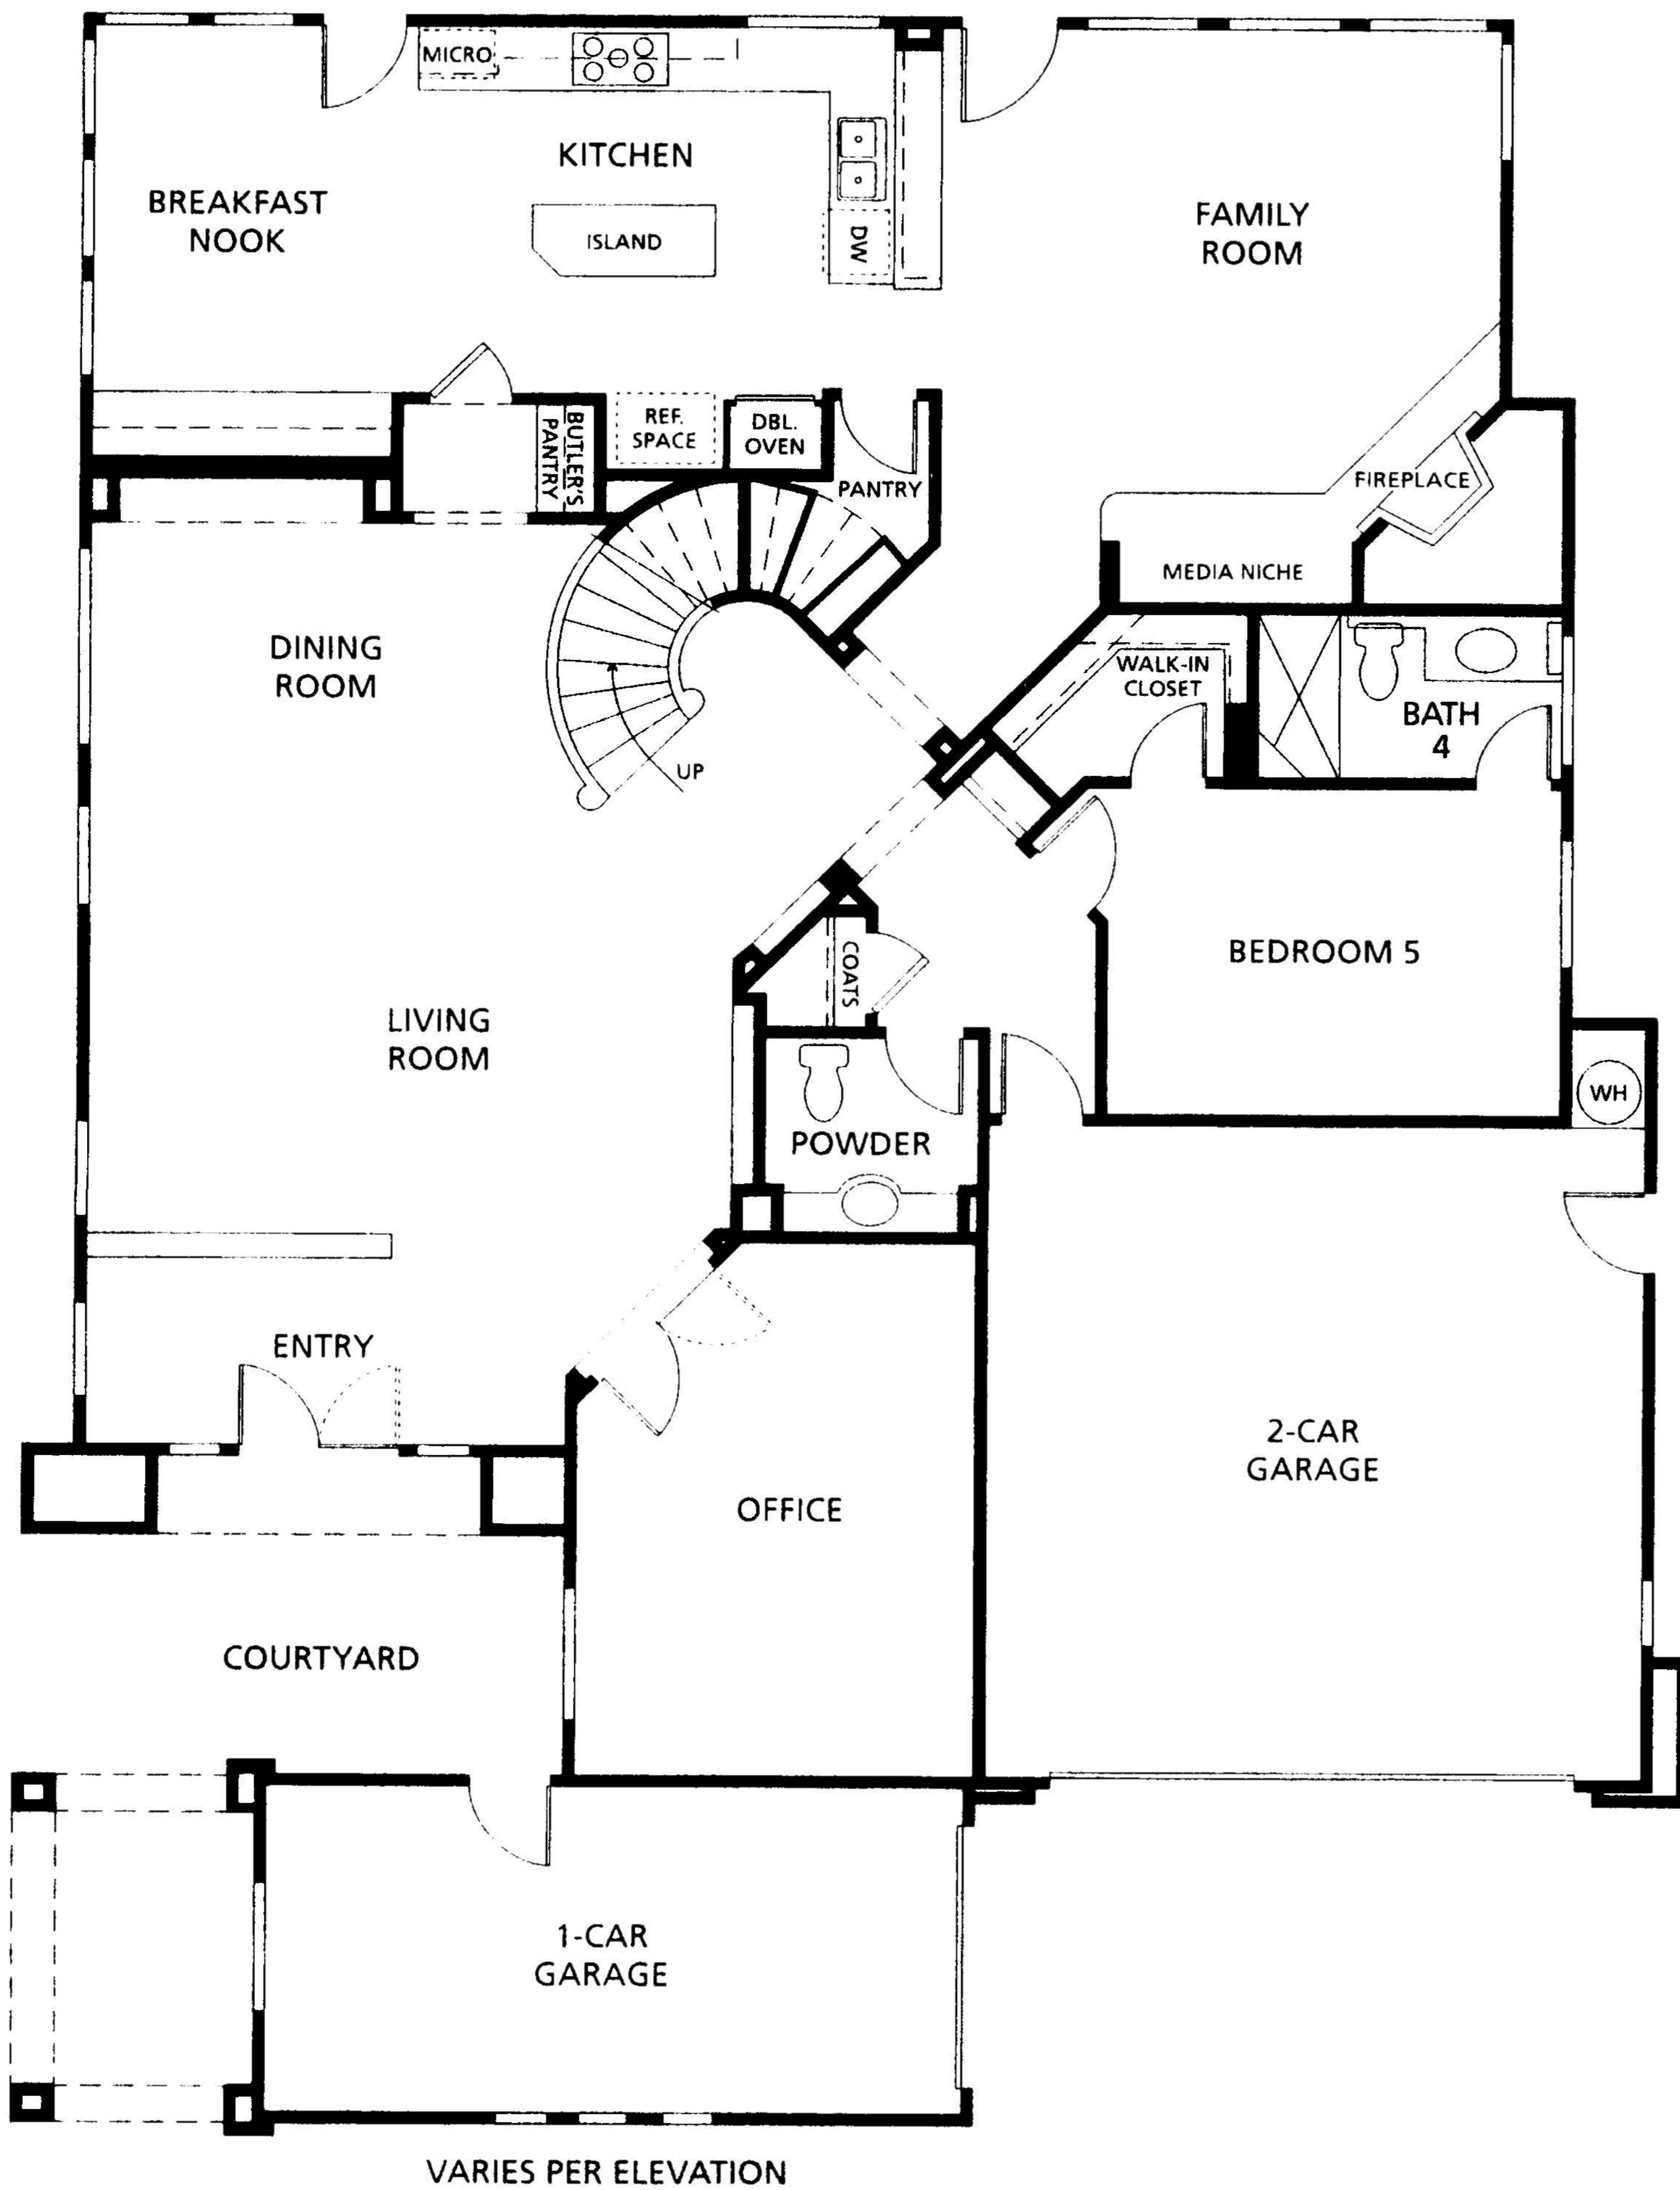 MICRO
KITCHEN
BREAKFAST
NOOK
ISLAND
DW
FAMILY
ROOM
BUTLER'S
PANTRY
REF.
SPACE
DBL.
OVEN
PANTRY
FIREPLACE
MEDIA NICHE
DINING
ROOM
UP
WALK-IN
CLOSET
BATH
4
COATS
BEDROOM 5
LIVING
ROOM
WH
POWDER
ENTRY
2-CAR
GARAGE
OFFICE
COURTYARD
1-CAR
GARAGE
VARIES PER ELEVATION